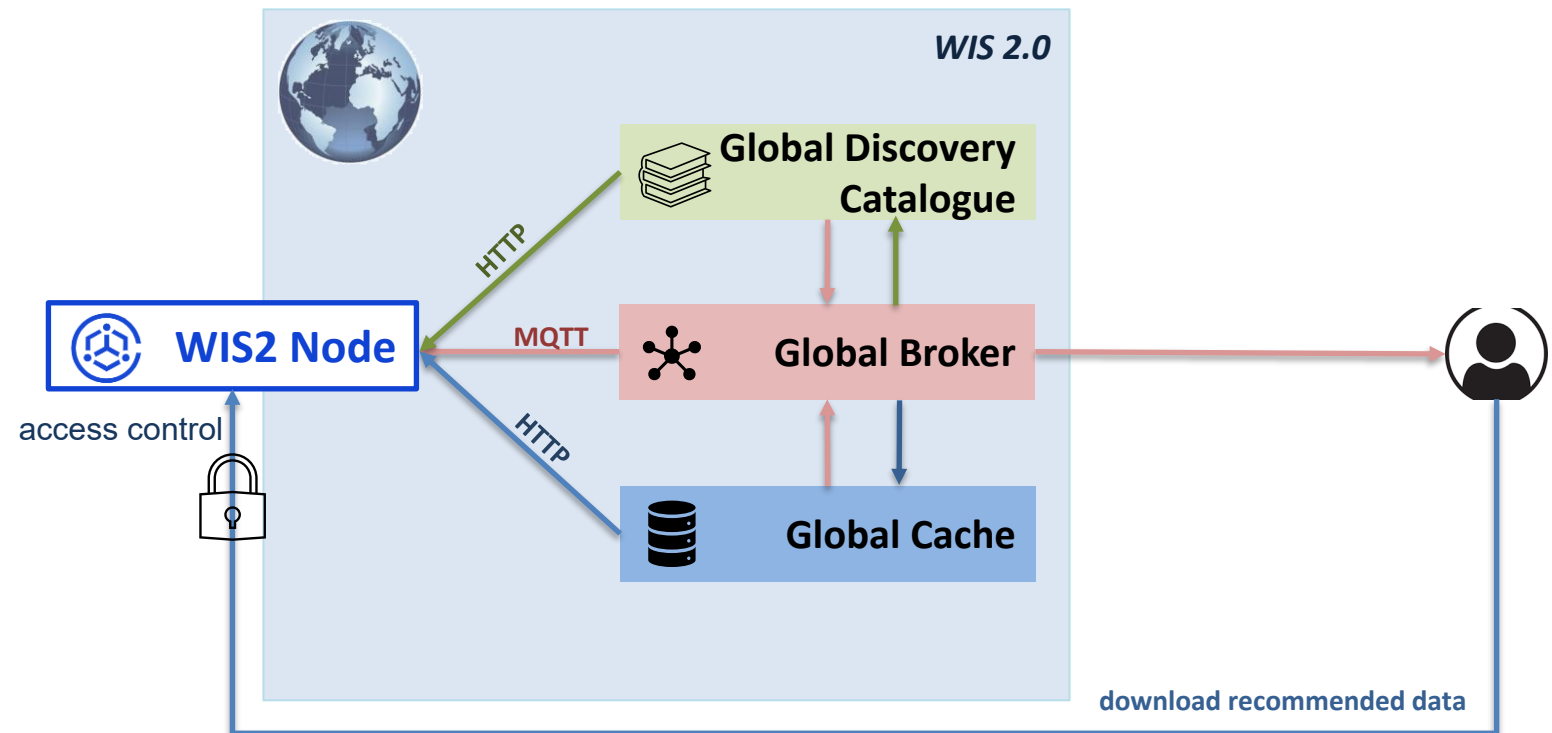 WIS 2.0
Global Discovery
Catalogue
HTTP
WIS2 Node
MQTT
Global Broker
access control
HTTP
Global Cache
download recommended data